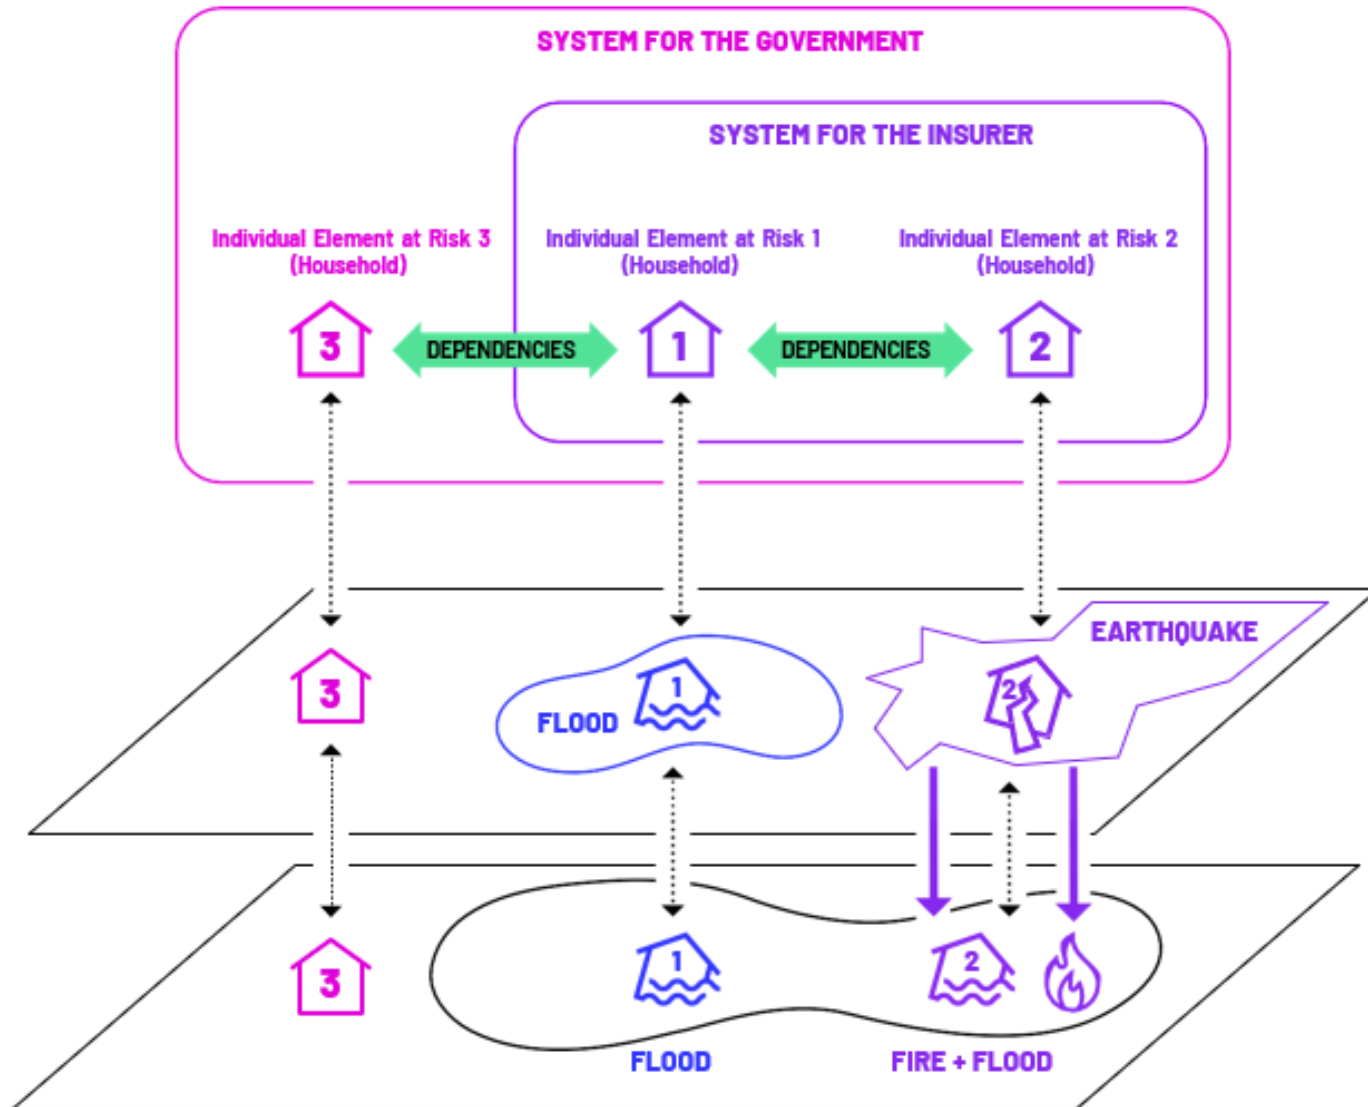 SYSTEM FOR THE GOVERNMENT
SYSTEM FOR THE INSURER
Individual Element at Risk 3
(Household)
Individual Element at Risk 1
(Household)
Individual Element at Risk 2
(Household)
3
DEPENDENCIES
1
DEPENDENCIES
2
EARTHQUAKE
3
FLOOD
1
2
3
1
2
FLOOD
FIRE + FLOOD